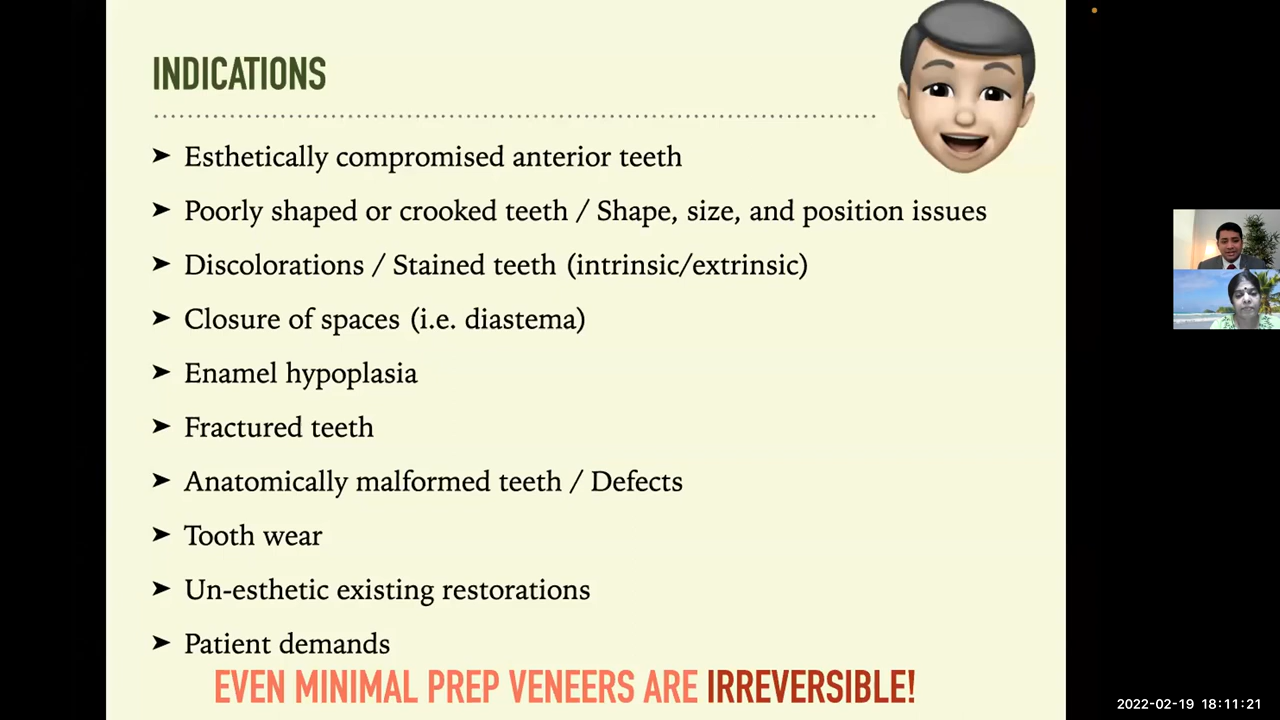 INDICATIONS
➤ Esthetically compromised anterior teeth
➤ Poorly shaped or crooked teeth / Shape, size, and position issues
➤ Discolorations / Stained teeth (intrinsic/extrinsic)
➤ Closure of spaces (i.e. diastema)
➤ Enamel hypoplasia
➤ Fractured teeth
➤ Anatomically malformed teeth / Defects
➤ Tooth wear
➤ Un-esthetic existing restorations
➤ Patient demands
EVEN MINIMAL PREP VENEERS ARE IRREVERSIBLE!
2022-02-19 18:11:21